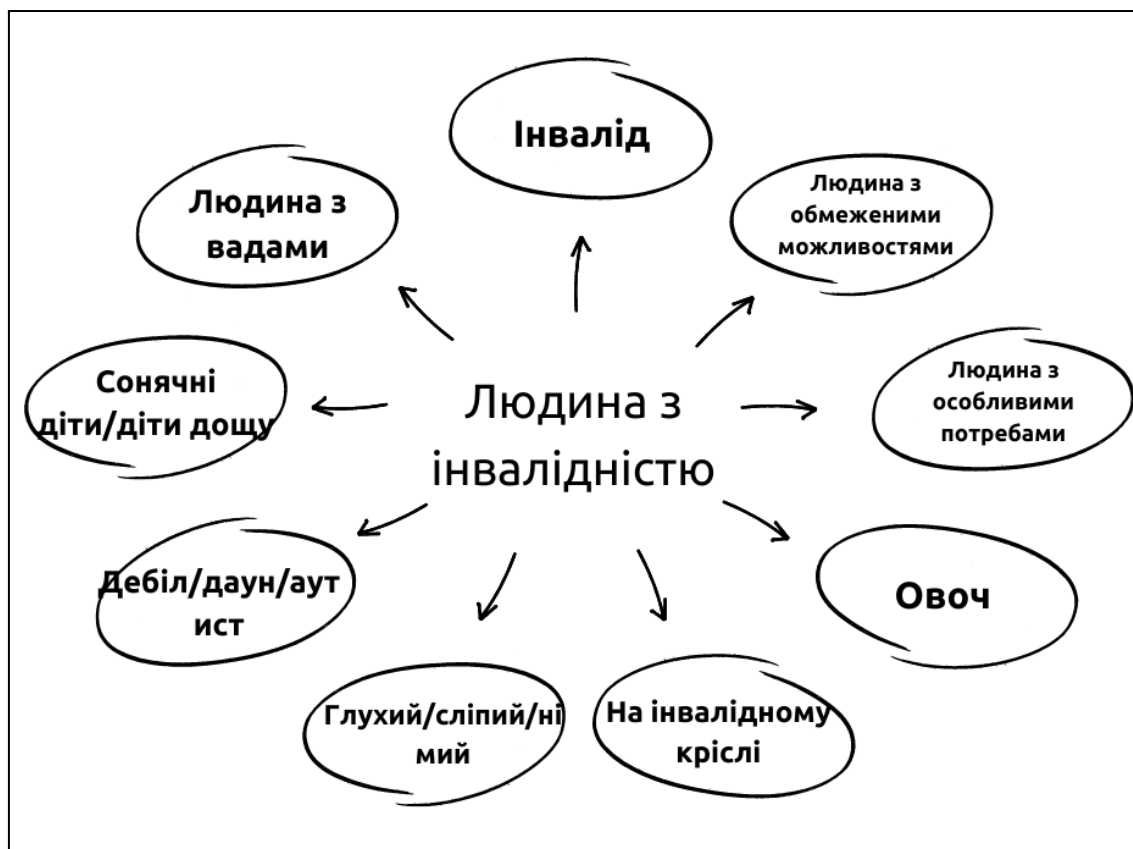 Інвалід
Людина з
обмеженими
можливостями
Людина з
вадами
Людина з
особливими
потребами
Сонячні
діти/діти дощу
Людина з
інвалідністю
Дебіл/даун/аут
ист
Овоч
Глухий/сліпий/ні
мий
На інвалідному
кріслі